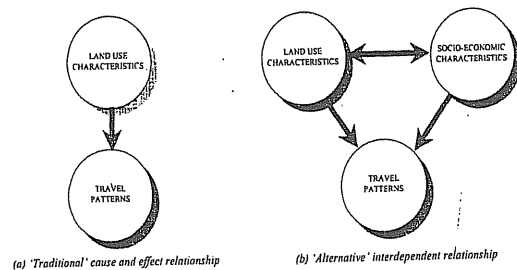 LAND USE
CHARACTERISTICS
TRAVEL
PATTERNS
(a) 'Traditional' cause and effect relationship
LAND USE
CHARACTERISTICS
SOCIO-ECONOMIC
CHARACTERISTICS
TRAVEL
PATTERNS
(b) 'Alternative' interdependent relationship